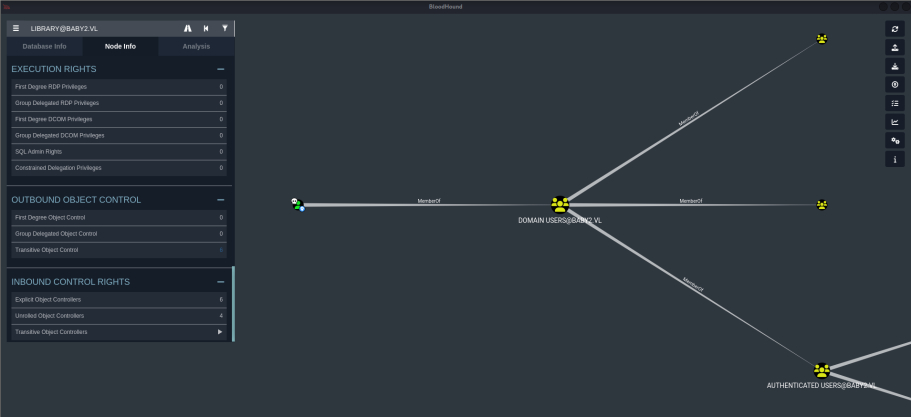 BloodHound
LIBRARY@BABY2.VL
Database Info
Node Info
Analysis
EXECUTION RIGHTS
First Degree RDP Privileges 0
Group Delegated RDP Privileges 0
First Degree DCOM Privileges 0
Group Delegated DCOM Privileges 0
SQL Admin Rights 0
Constrained Delegation Privileges 0
OUTBOUND OBJECT CONTROL
First Degree Object Control 0
Group Delegated Object Control 0
Transitive Object Control
INBOUND CONTROL RIGHTS
Explicit Object Controllers 6
Unrolled Object Controllers 4
Transitive Object Controllers
MemberOf
MemberOf
MemberOf
DOMAIN USERS@BABY2.VL
MemberOf
AUTHENTICATED USERS@BABY2.VL